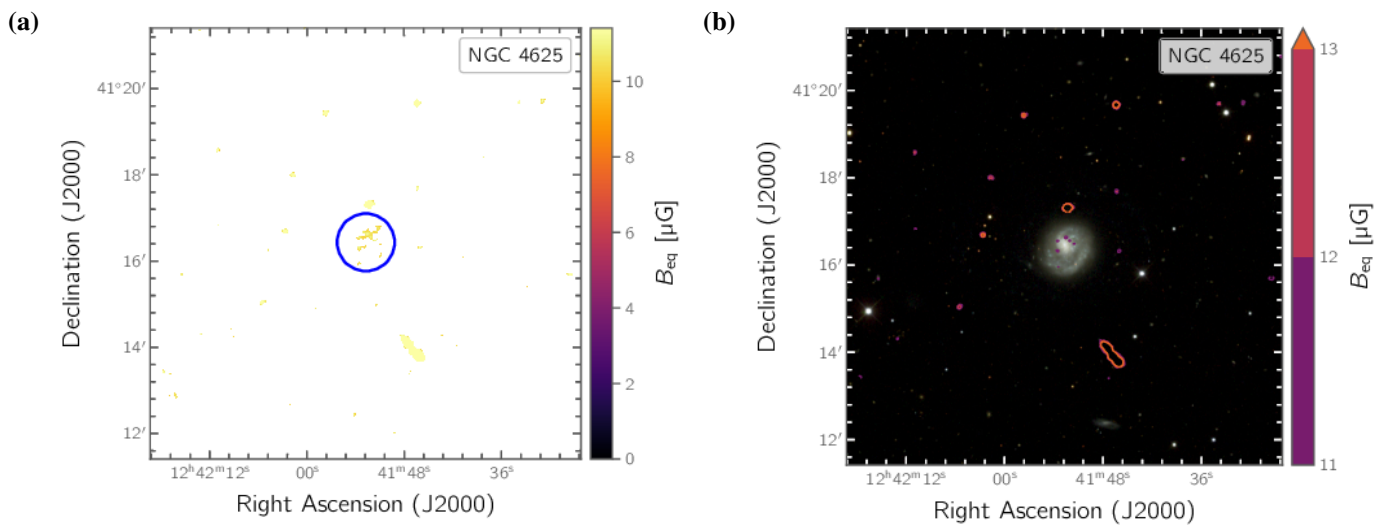 (a)
NGC 4625
41°20′
18′
16′
14′
12′
Declination (J2000)
12ʰ42ᵐ12ˢ
00ˢ
41ᵐ48ˢ
36ˢ
Right Ascension (J2000)
10
8
6
4
2
0
B_eq [μG]
(b)
NGC 4625
41°20′
18′
16′
14′
12′
Declination (J2000)
12ʰ42ᵐ12ˢ
00ˢ
41ᵐ48ˢ
36ˢ
Right Ascension (J2000)
13
12
11
B_eq [μG]